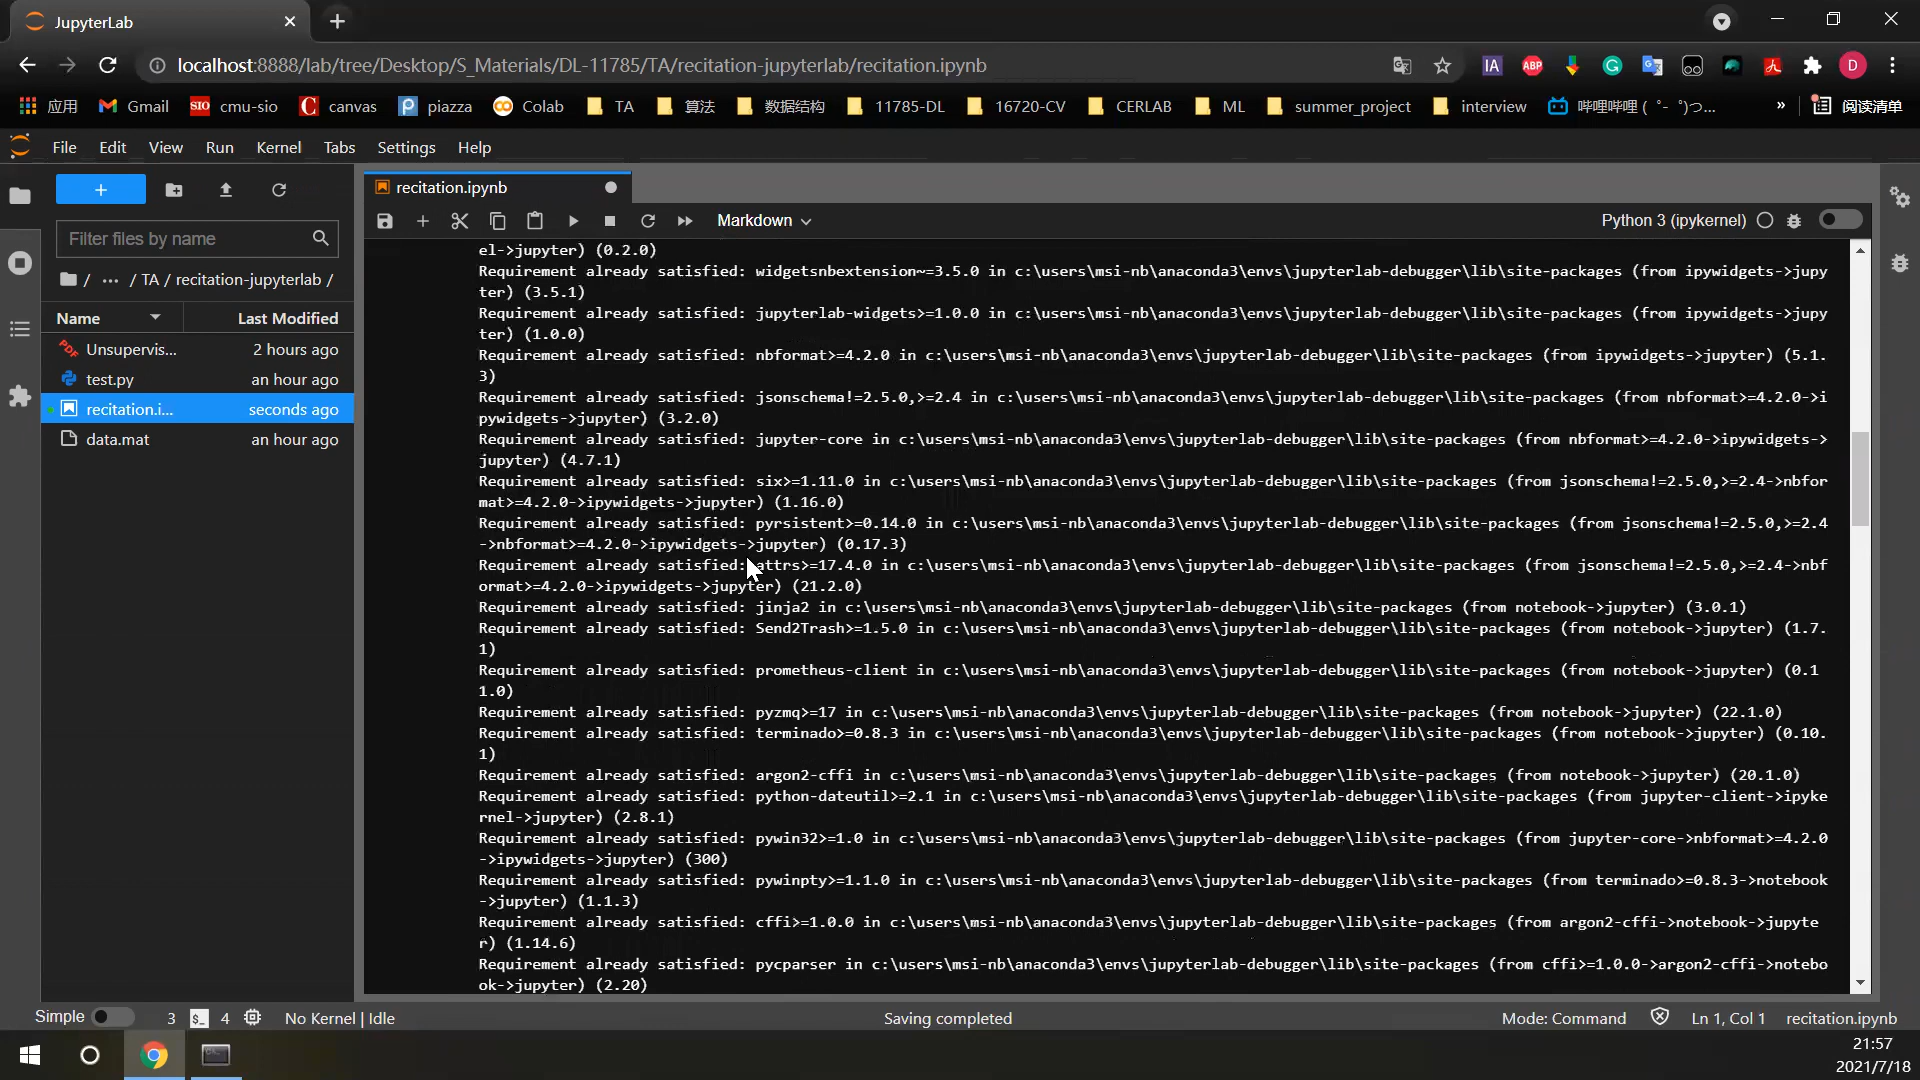 JupyterLab
localhost:8888/lab/tree/Desktop/S_Materials/DL-11785/TA/recitation-jupyterlab/recitation.ipynb
IA ABP G D
应用 Gmail SIO cmu-sio C canvas piazza Colab TA 算法 数据结构 11785-DL 16720-CV CERLAB ML summer_project interview 哔哩哔哩 ( ゜- ゜)つ... » 阅读清单
File Edit View Run Kernel Tabs Settings Help
recitation.ipynb
Markdown Python 3 (ipykernel)
Filter files by name
/ ... / TA / recitation-jupyterlab /
Name Last Modified
PDF Unsupervis... 2 hours ago
test.py an hour ago
recitation.i... seconds ago
data.mat an hour ago
el->jupyter) (0.2.0)
Requirement already satisfied: widgetsnbextension~=3.5.0 in c:\users\msi-nb\anaconda3\envs\jupyterlab-debugger\lib\site-packages (from ipywidgets->jupy
ter) (3.5.1)
Requirement already satisfied: jupyterlab-widgets>=1.0.0 in c:\users\msi-nb\anaconda3\envs\jupyterlab-debugger\lib\site-packages (from ipywidgets->jupy
ter) (1.0.0)
Requirement already satisfied: nbformat>=4.2.0 in c:\users\msi-nb\anaconda3\envs\jupyterlab-debugger\lib\site-packages (from ipywidgets->jupyter) (5.1.
3)
Requirement already satisfied: jsonschema!=2.5.0,>=2.4 in c:\users\msi-nb\anaconda3\envs\jupyterlab-debugger\lib\site-packages (from nbformat>=4.2.0->i
pywidgets->jupyter) (3.2.0)
Requirement already satisfied: jupyter-core in c:\users\msi-nb\anaconda3\envs\jupyterlab-debugger\lib\site-packages (from nbformat>=4.2.0->ipywidgets->
jupyter) (4.7.1)
Requirement already satisfied: six>=1.11.0 in c:\users\msi-nb\anaconda3\envs\jupyterlab-debugger\lib\site-packages (from jsonschema!=2.5.0,>=2.4->nbfor
mat>=4.2.0->ipywidgets->jupyter) (1.16.0)
Requirement already satisfied: pyrsistent>=0.14.0 in c:\users\msi-nb\anaconda3\envs\jupyterlab-debugger\lib\site-packages (from jsonschema!=2.5.0,>=2.4
->nbformat>=4.2.0->ipywidgets->jupyter) (0.17.3)
Requirement already satisfied: attrs>=17.4.0 in c:\users\msi-nb\anaconda3\envs\jupyterlab-debugger\lib\site-packages (from jsonschema!=2.5.0,>=2.4->nbf
ormat>=4.2.0->ipywidgets->jupyter) (21.2.0)
Requirement already satisfied: jinja2 in c:\users\msi-nb\anaconda3\envs\jupyterlab-debugger\lib\site-packages (from notebook->jupyter) (3.0.1)
Requirement already satisfied: Send2Trash>=1.5.0 in c:\users\msi-nb\anaconda3\envs\jupyterlab-debugger\lib\site-packages (from notebook->jupyter) (1.7.
1)
Requirement already satisfied: prometheus-client in c:\users\msi-nb\anaconda3\envs\jupyterlab-debugger\lib\site-packages (from notebook->jupyter) (0.1
1.0)
Requirement already satisfied: pyzmq>=17 in c:\users\msi-nb\anaconda3\envs\jupyterlab-debugger\lib\site-packages (from notebook->jupyter) (22.1.0)
Requirement already satisfied: terminado>=0.8.3 in c:\users\msi-nb\anaconda3\envs\jupyterlab-debugger\lib\site-packages (from notebook->jupyter) (0.10.
1)
Requirement already satisfied: argon2-cffi in c:\users\msi-nb\anaconda3\envs\jupyterlab-debugger\lib\site-packages (from notebook->jupyter) (20.1.0)
Requirement already satisfied: python-dateutil>=2.1 in c:\users\msi-nb\anaconda3\envs\jupyterlab-debugger\lib\site-packages (from jupyter-client->ipyke
rnel->jupyter) (2.8.1)
Requirement already satisfied: pywin32>=1.0 in c:\users\msi-nb\anaconda3\envs\jupyterlab-debugger\lib\site-packages (from jupyter-core->nbformat>=4.2.0
->ipywidgets->jupyter) (300)
Requirement already satisfied: pywinpty>=1.1.0 in c:\users\msi-nb\anaconda3\envs\jupyterlab-debugger\lib\site-packages (from terminado>=0.8.3->notebook
->jupyter) (1.1.3)
Requirement already satisfied: cffi>=1.0.0 in c:\users\msi-nb\anaconda3\envs\jupyterlab-debugger\lib\site-packages (from argon2-cffi->notebook->jupyte
r) (1.14.6)
Requirement already satisfied: pycparser in c:\users\msi-nb\anaconda3\envs\jupyterlab-debugger\lib\site-packages (from cffi>=1.0.0->argon2-cffi->notebo
ok->jupyter) (2.20)
Simple 3 $_ 4 No Kernel | Idle Saving completed Mode: Command Ln 1, Col 1 recitation.ipynb
21:57
2021/7/18